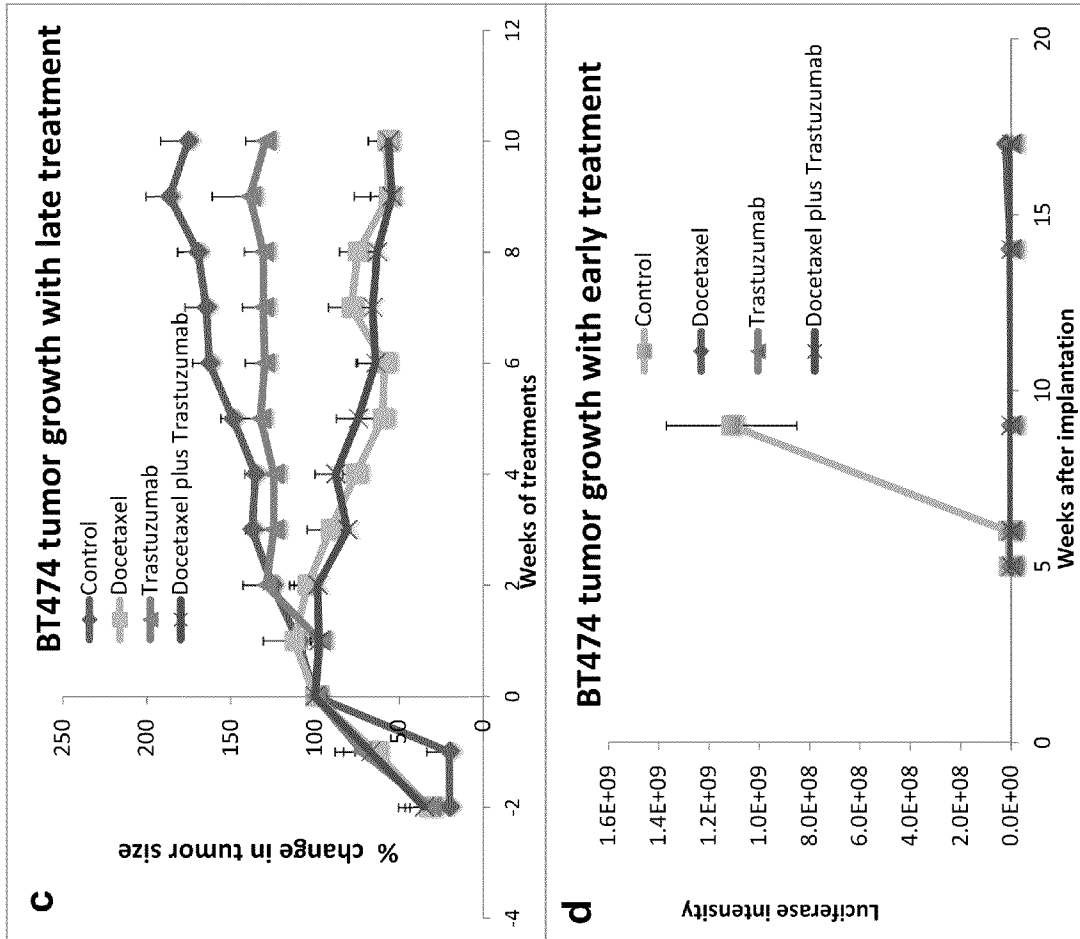 c
BT474 tumor growth with late treatment
Control
Docetaxel
Trastuzumab
Docetaxel plus Trastuzumab
% change in tumor size
250
200
150
100
50
0
-4
-2
0
2
4
6
8
10
12
Weeks of treatments
d
BT474 tumor growth with early treatment
Control
Docetaxel
Trastuzumab
Docetaxel plus Trastuzumab
Luciferase intensity
1.6E+09
1.4E+09
1.2E+09
1.0E+09
8.0E+08
6.0E+08
4.0E+08
2.0E+08
0.0E+00
0
5
10
15
20
Weeks after implantation